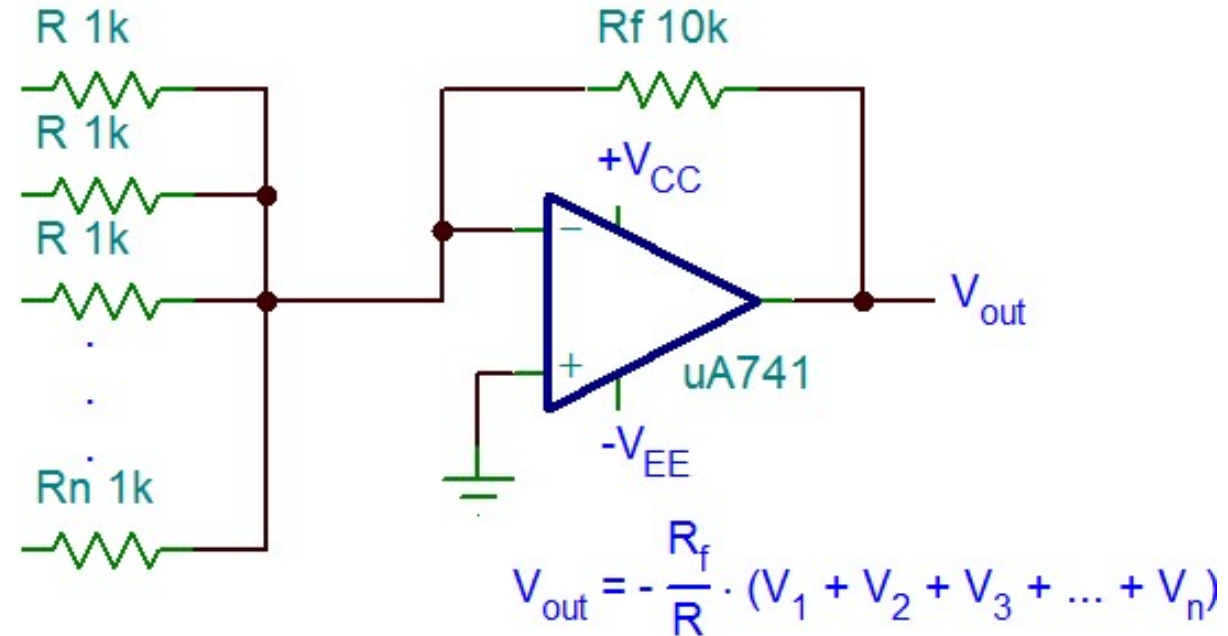 R 1k
Rf 10k
R 1k
+VCC
R 1k
−
Vout
+
uA741
.
.
.
-VEE
Rn 1k
Vout = - Rf/R · (V1 + V2 + V3 + ... + Vn)